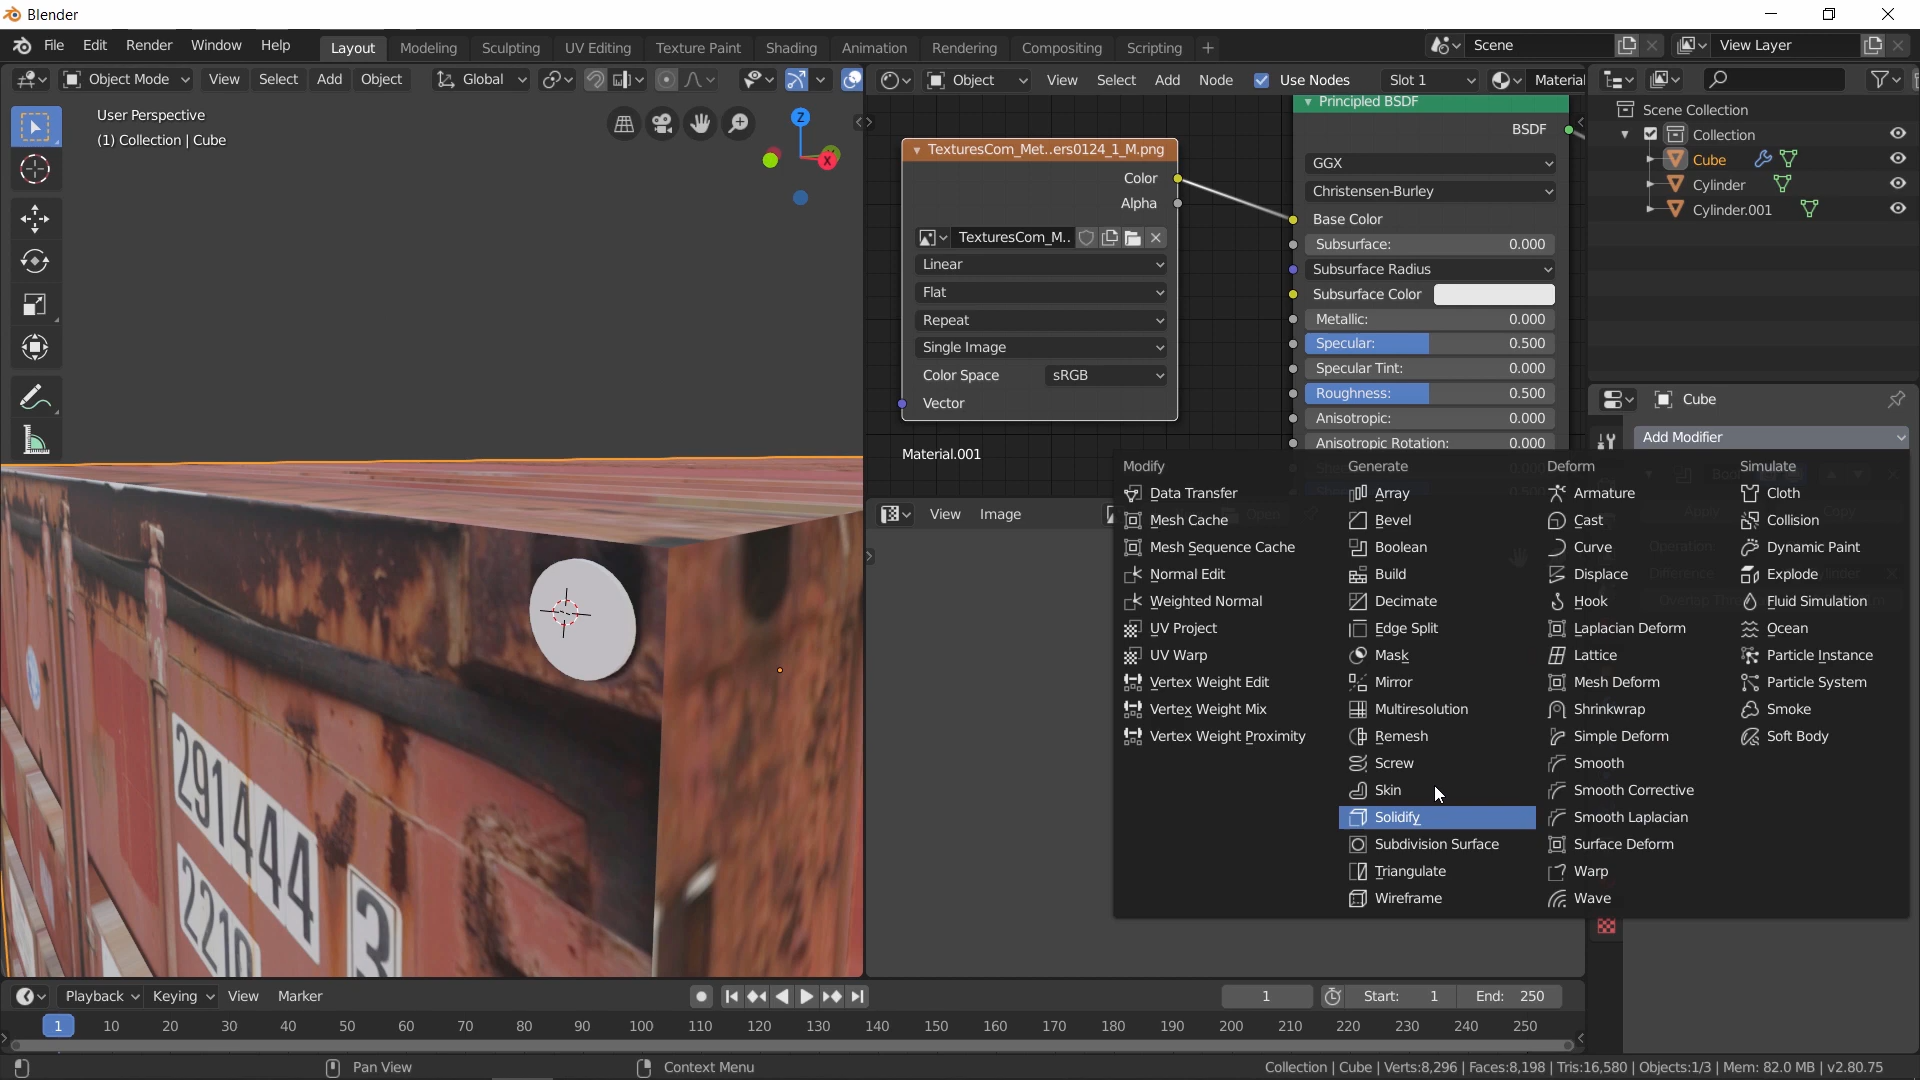 Blender
File Edit Render Window Help Layout Modeling Sculpting UV Editing Texture Paint Shading Animation Rendering Compositing Scripting + Scene View Layer
Object Mode View Select Add Object Global Object View Select Add Node Use Nodes Slot 1 Material
User Perspective
(1) Collection | Cube
Z
X
TexturesCom_Met..ers0124_1_M.png
Color
Alpha
TexturesCom_M..
Linear
Flat
Repeat
Single Image
Color Space sRGB
Vector
Material.001
Principled BSDF
BSDF
GGX
Christensen-Burley
Base Color
Subsurface: 0.000
Subsurface Radius
Subsurface Color
Metallic: 0.000
Specular: 0.500
Specular Tint: 0.000
Roughness: 0.500
Anisotropic: 0.000
Anisotropic Rotation: 0.000
Scene Collection
Collection
Cube
Cylinder
Cylinder.001
Cube
Add Modifier
View Image
Modify
Data Transfer
Mesh Cache
Mesh Sequence Cache
Normal Edit
Weighted Normal
UV Project
UV Warp
Vertex Weight Edit
Vertex Weight Mix
Vertex Weight Proximity
Generate
Array
Bevel
Boolean
Build
Decimate
Edge Split
Mask
Mirror
Multiresolution
Remesh
Screw
Skin
Solidify
Subdivision Surface
Triangulate
Wireframe
Deform
Armature
Cast
Curve
Displace
Hook
Laplacian Deform
Lattice
Mesh Deform
Shrinkwrap
Simple Deform
Smooth
Smooth Corrective
Smooth Laplacian
Surface Deform
Warp
Wave
Simulate
Cloth
Collision
Dynamic Paint
Explode
Fluid Simulation
Ocean
Particle Instance
Particle System
Smoke
Soft Body
291444
2210
3
Playback Keying View Marker 1 Start: 1 End: 250
1 10 20 30 40 50 60 70 80 90 100 110 120 130 140 150 160 170 180 190 200 210 220 230 240 250
Pan View Context Menu Collection | Cube | Verts:8,296 | Faces:8,198 | Tris:16,580 | Objects:1/3 | Mem: 82.0 MB | v2.80.75